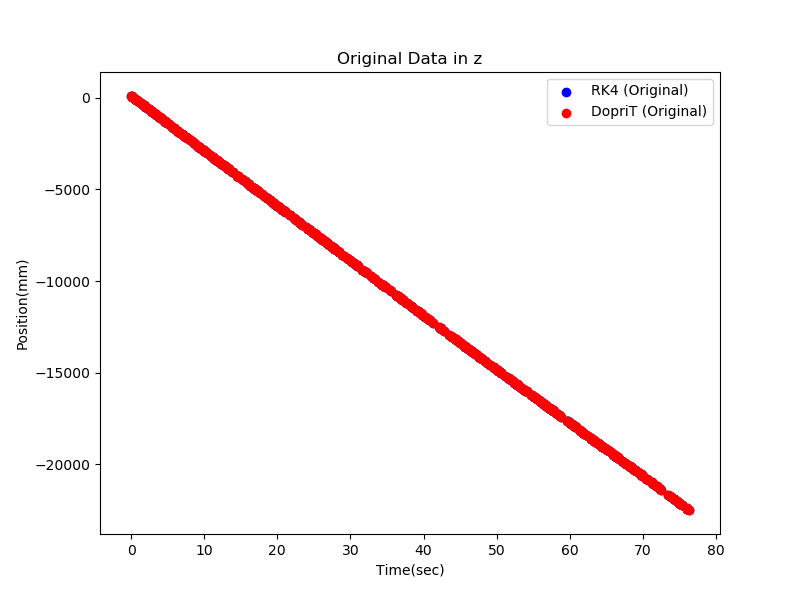 Original Data in z
RK4 (Original)
DopriT (Original)
0
−5000
−10000
−15000
−20000
Position(mm)
0 10 20 30 40 50 60 70 80
Time(sec)